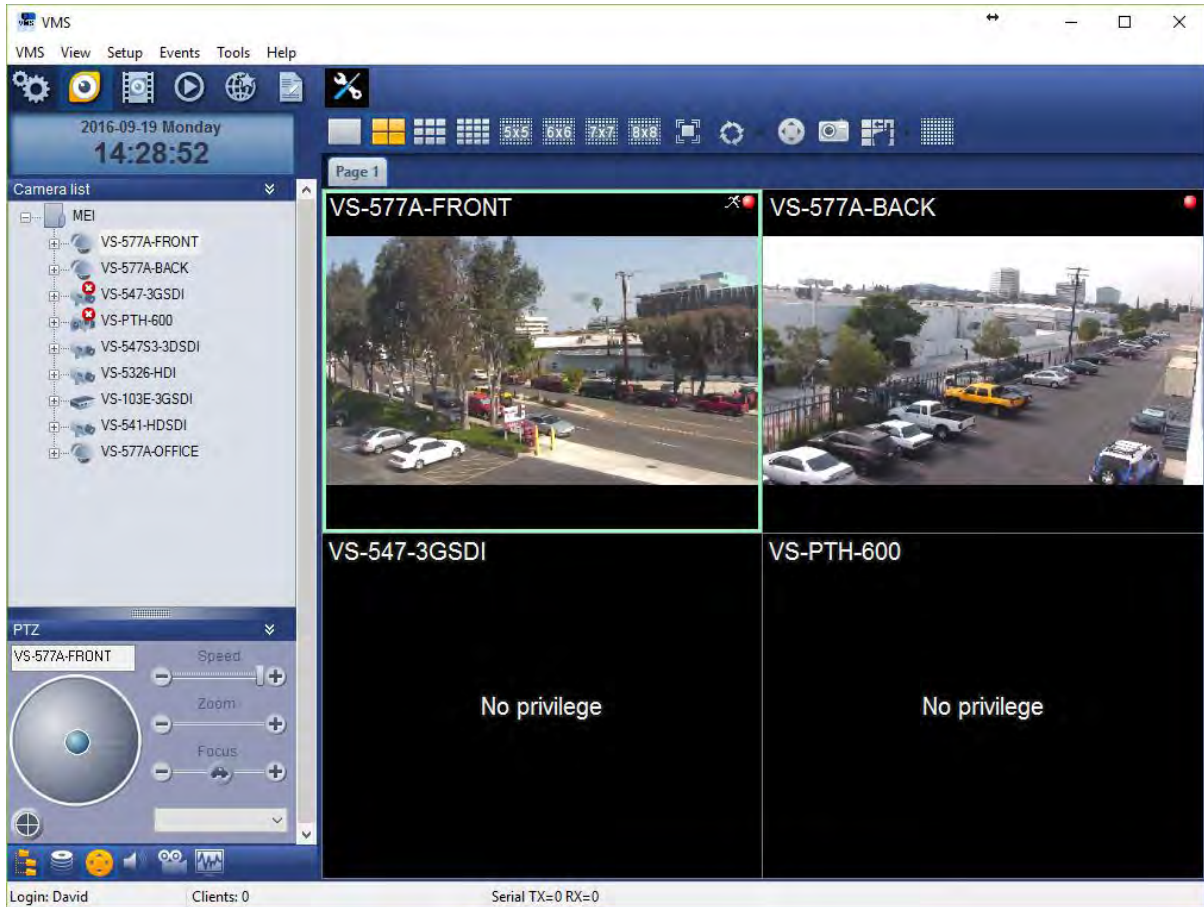 VMS
VMS View Setup Events Tools Help
2016-09-19 Monday
14:28:52
5x5 6x6 7x7 8x8
Page 1
Camera list
MEI
VS-577A-FRONT
VS-577A-BACK
VS-547-3GSDI
VS-PTH-600
VS-547S3-3DSDI
VS-5326-HDI
VS-103E-3GSDI
VS-541-HDSDI
VS-577A-OFFICE
VS-577A-FRONT
VS-577A-BACK
VS-547-3GSDI
VS-PTH-600
No privilege
No privilege
PTZ
VS-577A-FRONT
Speed
Zoom
Focus
Login: David Clients: 0 Serial TX=0 RX=0